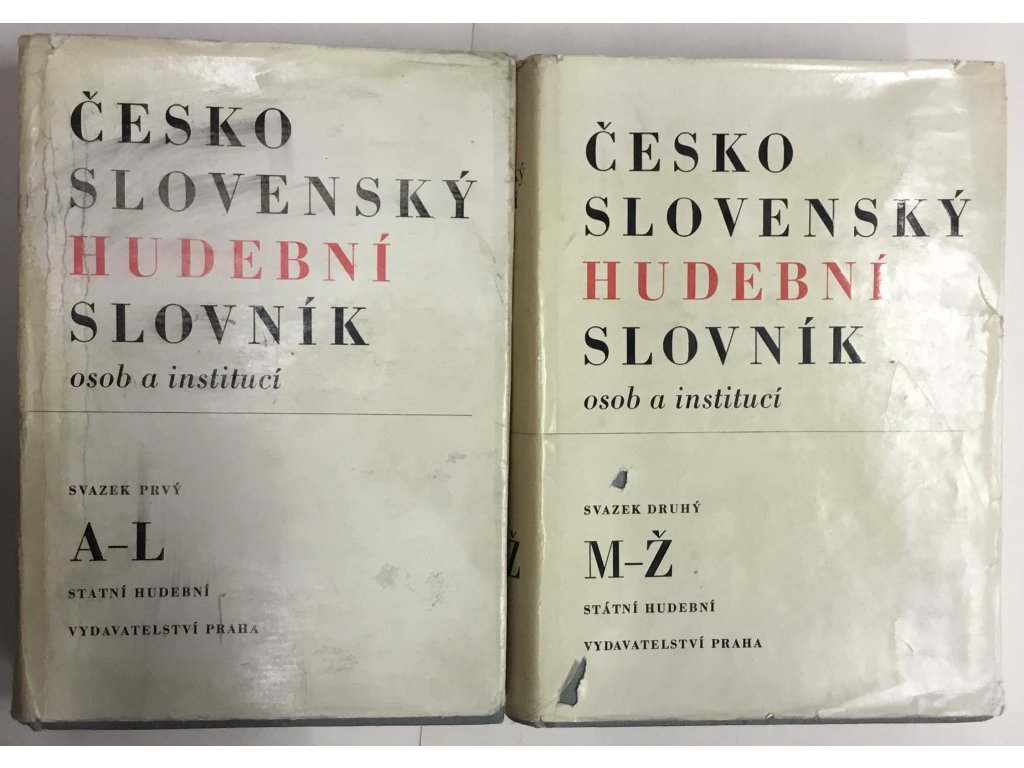 ČESKO
SLOVENSKÝ
HUDEBNÍ
SLOVNÍK
osob a institucí
SVAZEK PRVÝ
A–L
STATNÍ HUDEBNÍ
VYDAVATELSTVÍ PRAHA
ČESKO
SLOVENSKÝ
HUDEBNÍ
SLOVNÍK
osob a institucí
SVAZEK DRUHÝ
M–Ž
STÁTNÍ HUDEBNÍ
VYDAVATELSTVÍ PRAHA